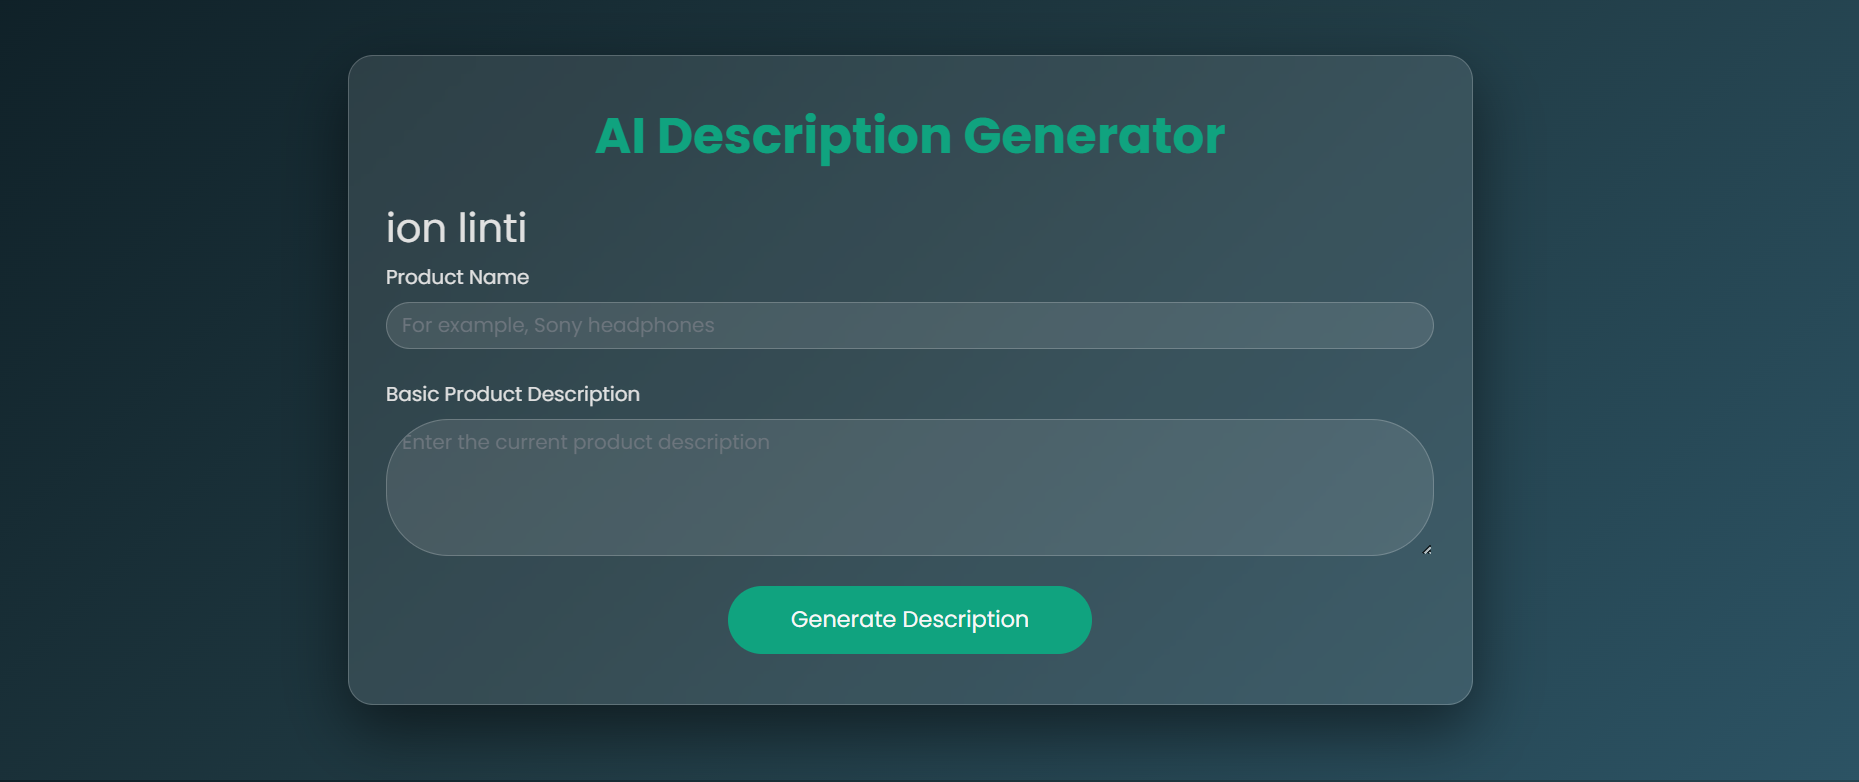 AI Description Generator
ion linti
Product Name
For example, Sony headphones
Basic Product Description
Enter the current product description
Generate Description